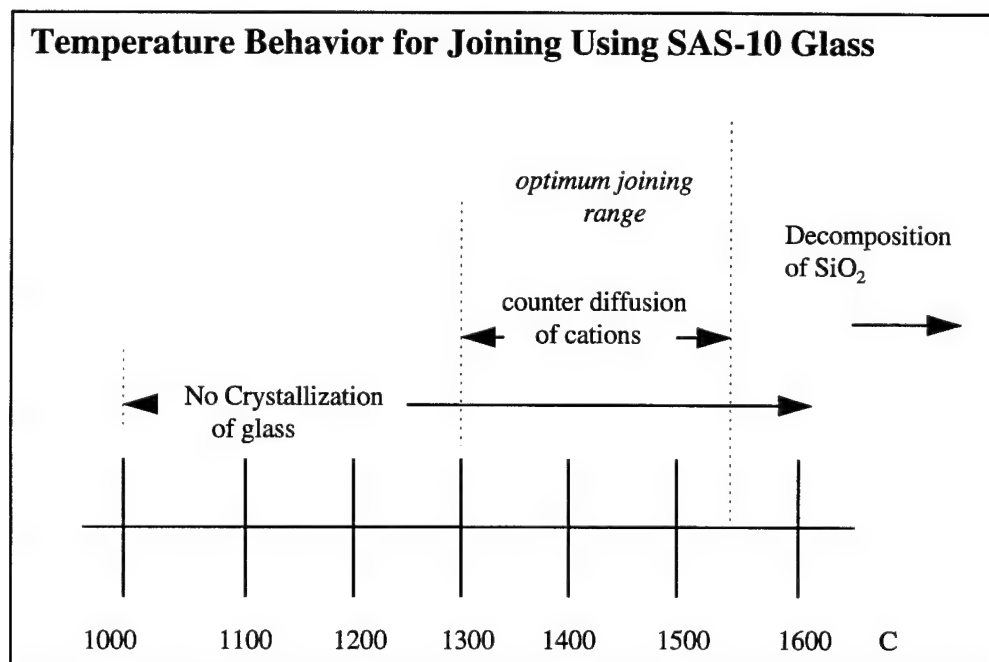 Temperature Behavior for Joining Using SAS-10 Glass
optimum joining
range
Decomposition
of SiO₂
counter diffusion
of cations
No Crystallization
of glass
1000 1100 1200 1300 1400 1500 1600 C